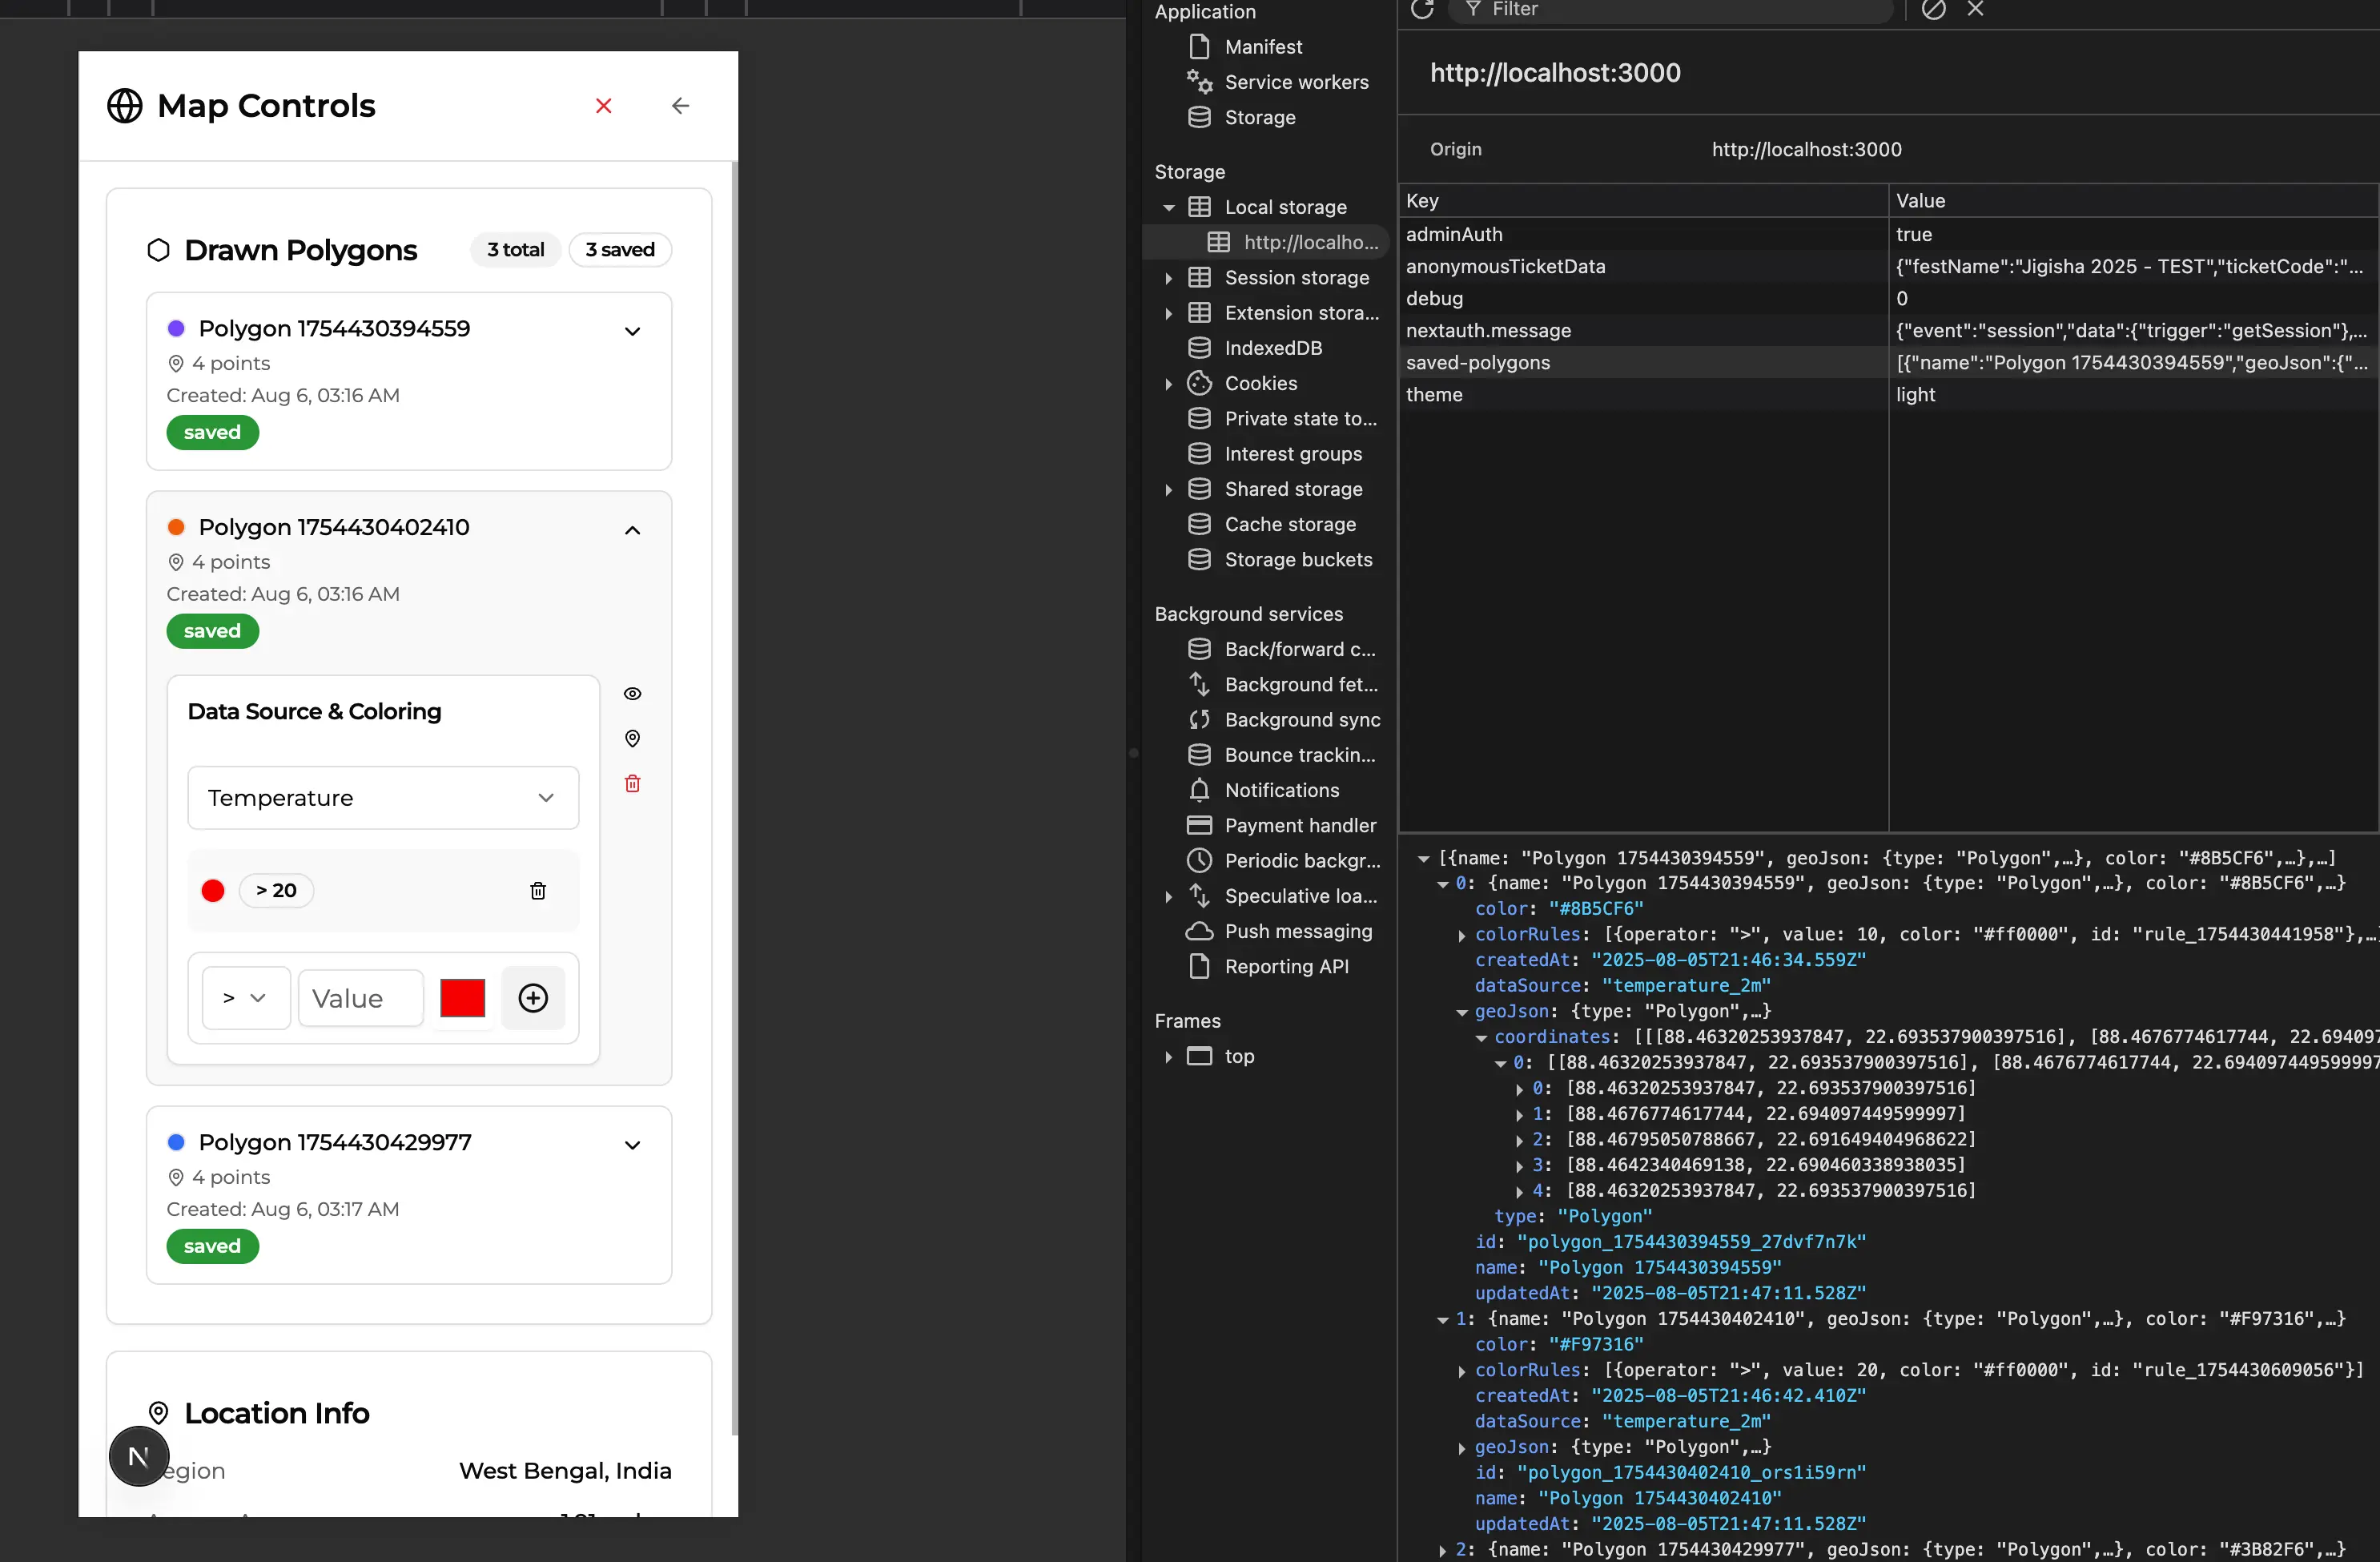 Map Controls
Drawn Polygons
3 total
3 saved
Polygon 1754430394559
4 points
Created: Aug 6, 03:16 AM
saved
Polygon 1754430402410
4 points
Created: Aug 6, 03:16 AM
saved
Data Source & Coloring
Temperature
> 20
>
Value
Polygon 1754430429977
4 points
Created: Aug 6, 03:17 AM
saved
Location Info
N
egion
West Bengal, India
Application
Manifest
Service workers
Storage
Storage
Local storage
http://localho...
Session storage
Extension stora...
IndexedDB
Cookies
Private state to...
Interest groups
Shared storage
Cache storage
Storage buckets
Background services
Back/forward c...
Background fet...
Background sync
Bounce trackin...
Notifications
Payment handler
Periodic backgr...
Speculative loa...
Push messaging
Reporting API
Frames
top
Filter
http://localhost:3000
Origin http://localhost:3000
Key Value
adminAuth true
anonymousTicketData {"festName":"Jigisha 2025 - TEST","ticketCode":"...
debug 0
nextauth.message {"event":"session","data":{"trigger":"getSession"},...
saved-polygons [{"name":"Polygon 1754430394559","geoJson":{"...
theme light
[{name: "Polygon 1754430394559", geoJson: {type: "Polygon",…}, color: "#8B5CF6",…},…]
0: {name: "Polygon 1754430394559", geoJson: {type: "Polygon",…}, color: "#8B5CF6",…}
color: "#8B5CF6"
colorRules: [{operator: ">", value: 10, color: "#ff0000", id: "rule_1754430441958"},…
createdAt: "2025-08-05T21:46:34.559Z"
dataSource: "temperature_2m"
geoJson: {type: "Polygon",…}
coordinates: [[[88.46320253937847, 22.693537900397516], [88.4676774617744, 22.69409
0: [[88.46320253937847, 22.693537900397516], [88.4676774617744, 22.694097449599997
0: [88.46320253937847, 22.693537900397516]
1: [88.4676774617744, 22.694097449599997]
2: [88.46795050788667, 22.691649404968622]
3: [88.4642340469138, 22.690460338938035]
4: [88.46320253937847, 22.693537900397516]
type: "Polygon"
id: "polygon_1754430394559_27dvf7n7k"
name: "Polygon 1754430394559"
updatedAt: "2025-08-05T21:47:11.528Z"
1: {name: "Polygon 1754430402410", geoJson: {type: "Polygon",…}, color: "#F97316",…}
color: "#F97316"
colorRules: [{operator: ">", value: 20, color: "#ff0000", id: "rule_1754430609056"}]
createdAt: "2025-08-05T21:46:42.410Z"
dataSource: "temperature_2m"
geoJson: {type: "Polygon",…}
id: "polygon_1754430402410_ors1i59rn"
name: "Polygon 1754430402410"
updatedAt: "2025-08-05T21:47:11.528Z"
2: {name: "Polygon 1754430429977", geoJson: {type: "Polygon",…}, color: "#3B82F6",…}